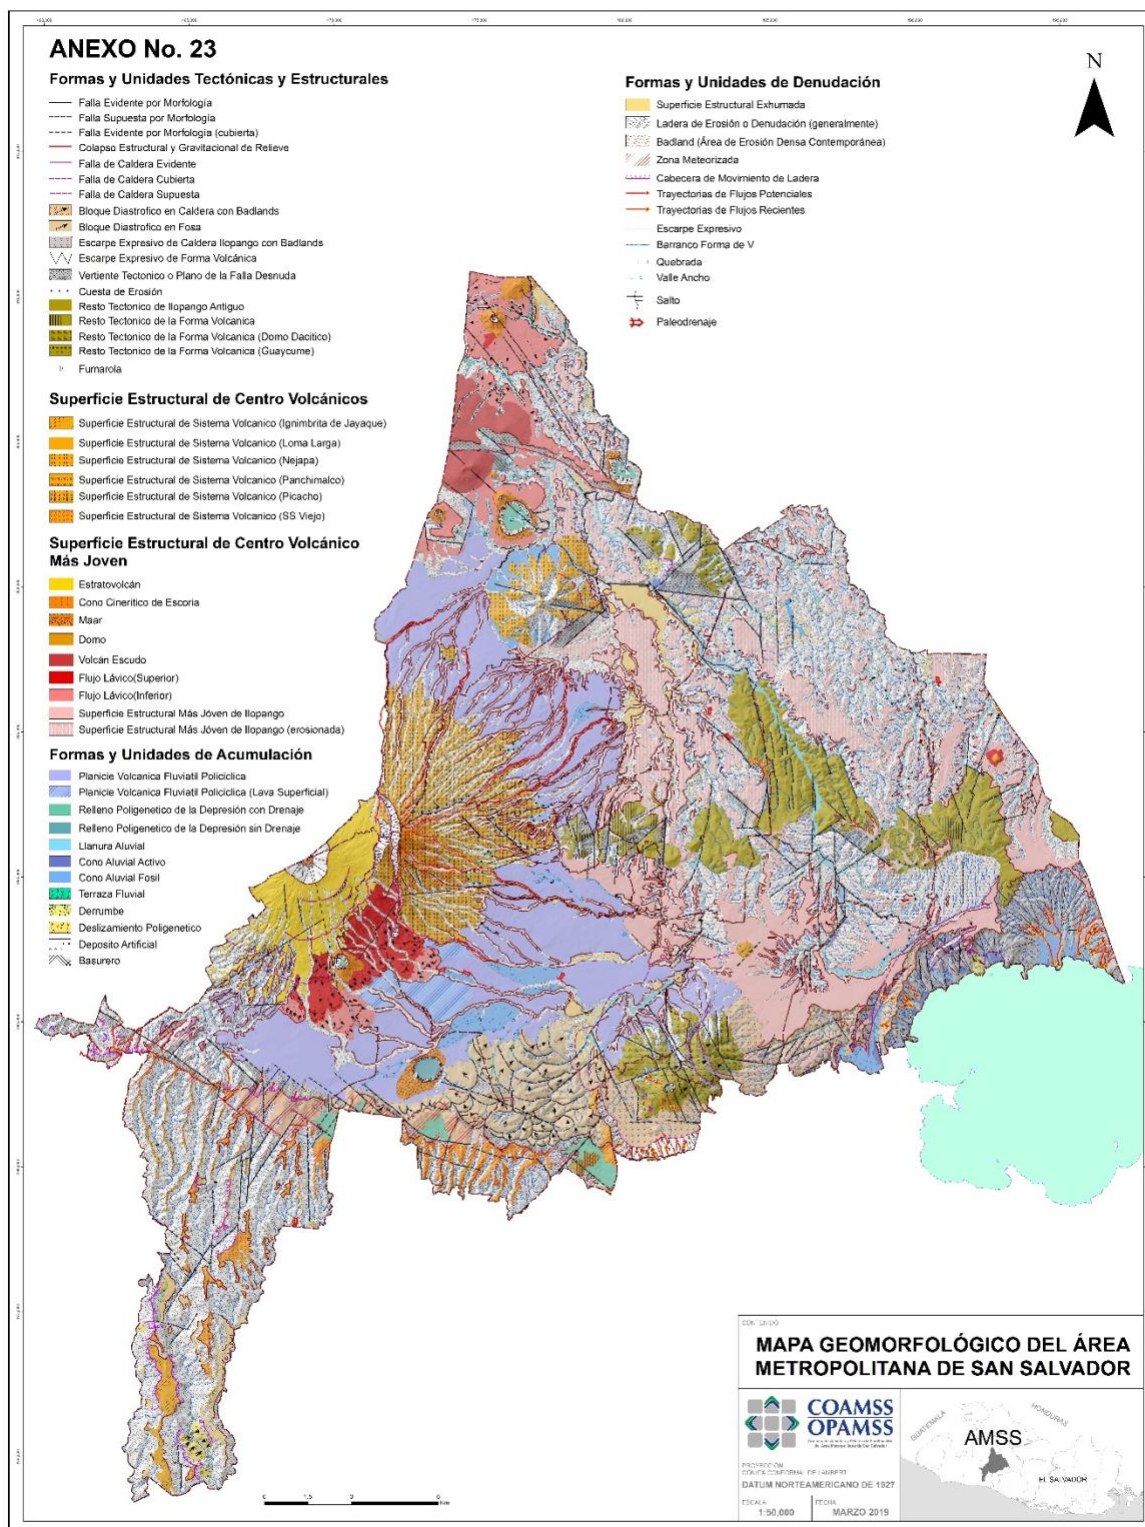 ANEXO No. 23
Formas y Unidades Tectónicas y Estructurales
Falla Evidente por Morfología
Falla Supuesta por Morfología
Falla Evidente por Morfología (cubierta)
Colapso Estructural y Gravitacional de Relieve
Falla de Caldera Evidente
Falla de Caldera Cubierta
Falla de Caldera Supuesta
Bloque Diastrofico en Caldera con Badlands
Bloque Diastrofico en Fosa
Escarpe Expresivo de Caldera Ilopango con Badlands
Escarpe Expresivo de Forma Volcánica
Vertiente Tectonico o Plano de la Falla Desnuda
Cuesta de Erosión
Resto Tectonico de Ilopango Antiguo
Resto Tectonico de la Forma Volcanica
Resto Tectonico de la Forma Volcanica (Domo Dacitico)
Resto Tectonico de la Forma Volcanica (Guaycume)
Fumarola
Superficie Estructural de Centro Volcánicos
Superficie Estructural de Sistema Volcanico (Ignimbrita de Jayaque)
Superficie Estructural de Sistema Volcanico (Loma Larga)
Superficie Estructural de Sistema Volcanico (Nejapa)
Superficie Estructural de Sistema Volcanico (Panchimalco)
Superficie Estructural de Sistema Volcanico (Picacho)
Superficie Estructural de Sistema Volcanico (SS Viejo)
Superficie Estructural de Centro Volcánico
Más Joven
Estratovolcán
Cono Cinerítico de Escoria
Maar
Domo
Volcán Escudo
Flujo Lávico(Superior)
Flujo Lávico(Inferior)
Superficie Estructural Más Jóven de Ilopango
Superficie Estructural Más Jóven de Ilopango (erosionada)
Formas y Unidades de Acumulación
Planicie Volcanica Fluviatil Policiclica
Planicie Volcanica Fluviatil Policiclica (Lava Superficial)
Relleno Poligenetico de la Depresión con Drenaje
Relleno Poligenetico de la Depresión sin Drenaje
Llanura Aluvial
Cono Aluvial Activo
Cono Aluvial Fosil
Terraza Fluvial
Derrumbe
Deslizamiento Poligenetico
Deposito Artificial
Basurero
Formas y Unidades de Denudación
Superficie Estructural Exhumada
Ladera de Erosión o Denudación (generalmente)
Badland (Área de Erosión Densa Contemporánea)
Zona Meteorizada
Cabecera de Movimiento de Ladera
Trayectorias de Flujos Potenciales
Trayectorias de Flujos Recientes
Escarpe Expresivo
Barranco Forma de V
Quebrada
Valle Ancho
Salto
Paleodrenaje
N
CONTENIDO
MAPA GEOMORFOLÓGICO DEL ÁREA
METROPOLITANA DE SAN SALVADOR
COAMSS
OPAMSS
PROYECCIÓN
CÓNICA CONFORMAL DE LAMBERT
DATUM NORTEAMERICANO DE 1927
ESCALA
1:50,000
FECHA
MARZO 2019
GUATEMALA
HONDURAS
AMSS
EL SALVADOR
0 1.5 3 6
Km